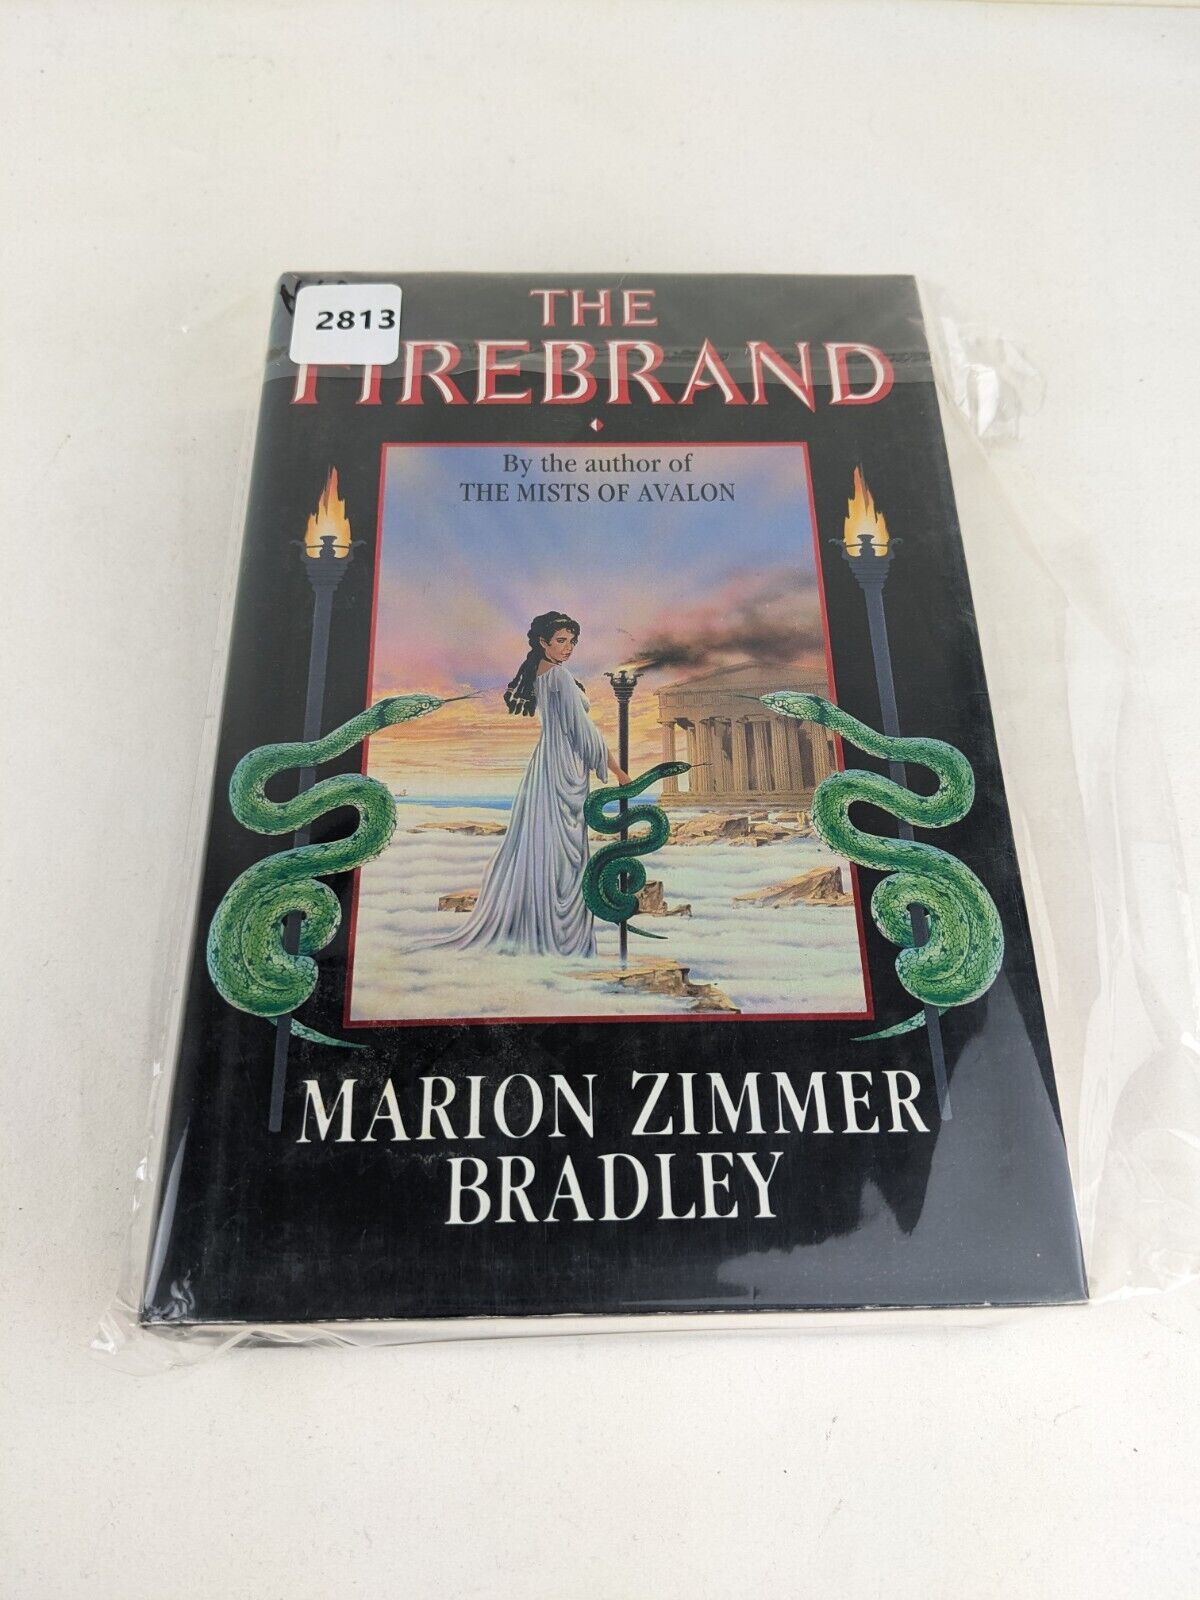 2813
THE
FIREBRAND
By the author of
THE MISTS OF AVALON
MARION ZIMMER
BRADLEY